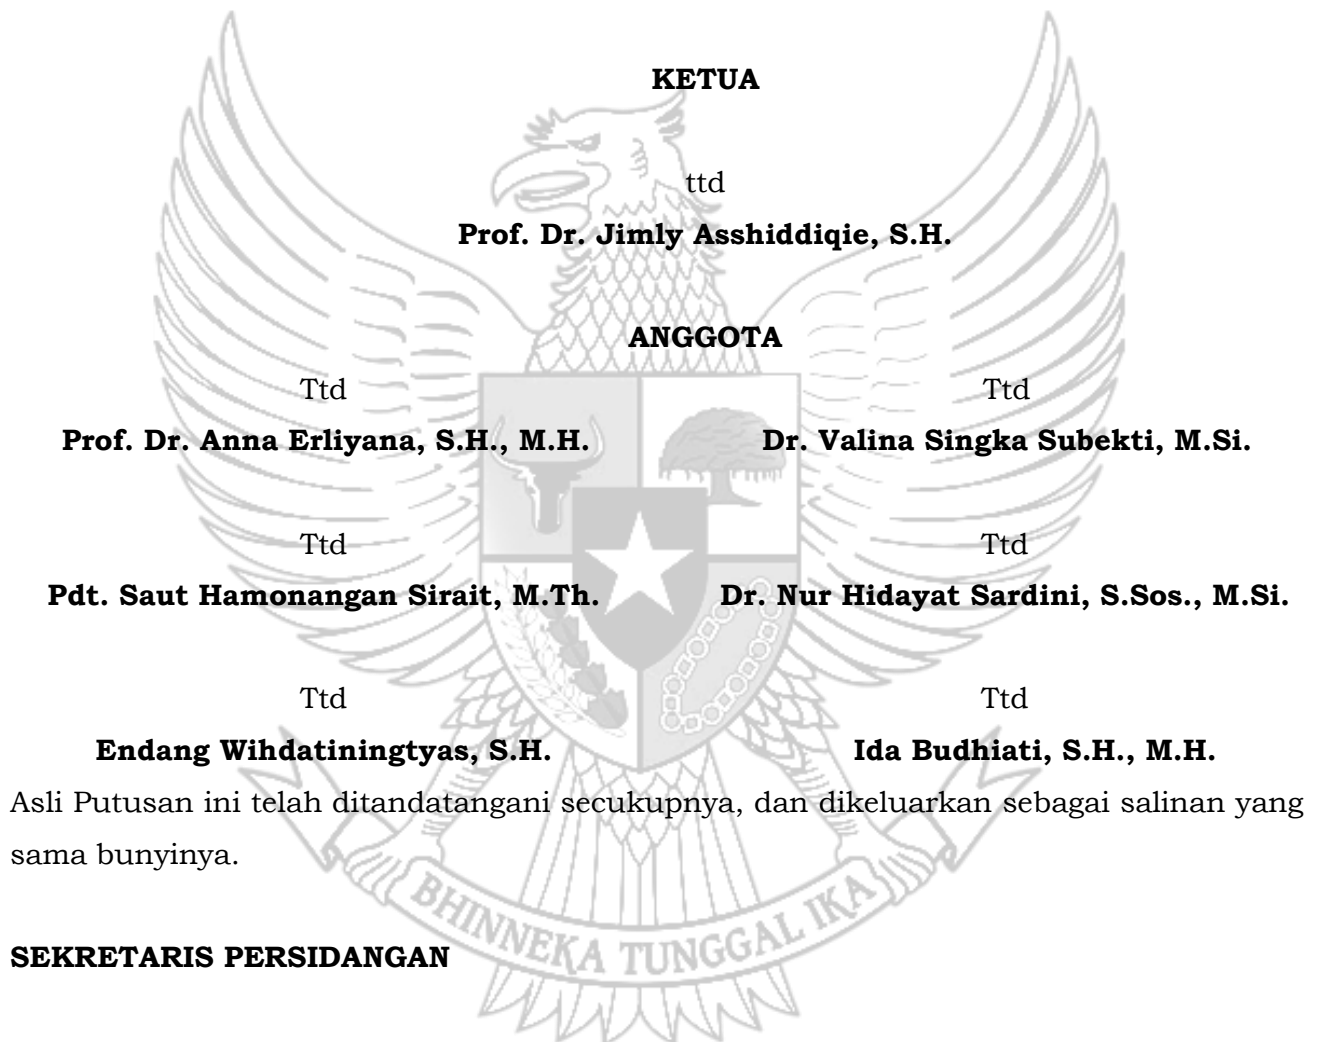 KETUA
ttd
Prof. Dr. Jimly Asshiddiqie, S.H.
ANGGOTA
Ttd Ttd
Prof. Dr. Anna Erliyana, S.H., M.H. Dr. Valina Singka Subekti, M.Si.
Ttd Ttd
Pdt. Saut Hamonangan Sirait, M.Th. Dr. Nur Hidayat Sardini, S.Sos., M.Si.
Ttd Ttd
Endang Wihdatiningtyas, S.H. Ida Budhiati, S.H., M.H.
Asli Putusan ini telah ditandatangani secukupnya, dan dikeluarkan sebagai salinan yang
sama bunyinya.
BHINNEKA TUNGGAL IKA
SEKRETARIS PERSIDANGAN